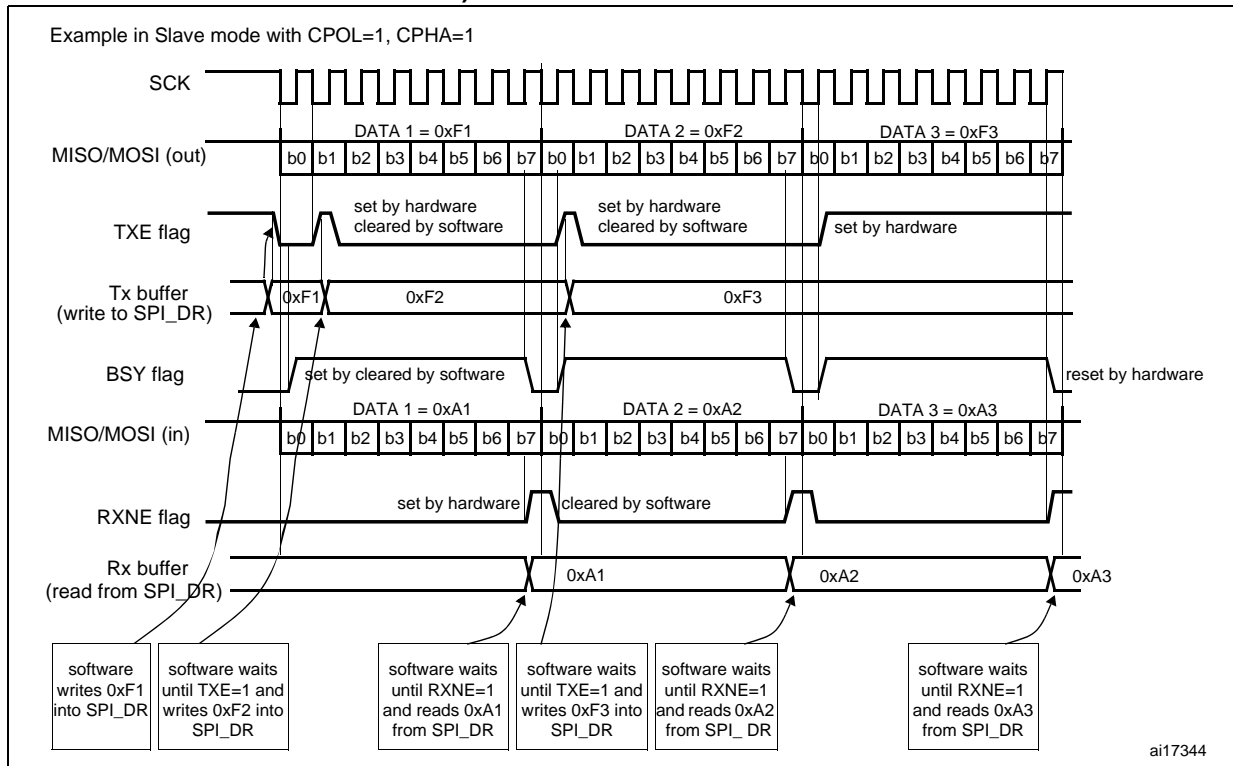 Example in Slave mode with CPOL=1, CPHA=1
SCK
DATA 1 = 0xF1 DATA 2 = 0xF2 DATA 3 = 0xF3
MISO/MOSI (out) b0 b1 b2 b3 b4 b5 b6 b7 b0 b1 b2 b3 b4 b5 b6 b7 b0 b1 b2 b3 b4 b5 b6 b7
set by hardware set by hardware
cleared by software cleared by software set by hardware
TXE flag
Tx buffer 0xF1 0xF2 0xF3
(write to SPI_DR)
BSY flag set by cleared by software reset by hardware
DATA 1 = 0xA1 DATA 2 = 0xA2 DATA 3 = 0xA3
MISO/MOSI (in) b0 b1 b2 b3 b4 b5 b6 b7 b0 b1 b2 b3 b4 b5 b6 b7 b0 b1 b2 b3 b4 b5 b6 b7
set by hardware cleared by software
RXNE flag
Rx buffer 0xA1 0xA2 0xA3
(read from SPI_DR)
software
writes 0xF1
into SPI_DR
software waits
until TXE=1 and
writes 0xF2 into
SPI_DR
software waits
until RXNE=1
and reads 0xA1
from SPI_DR
software waits
until TXE=1 and
writes 0xF3 into
SPI_DR
software waits
until RXNE=1
and reads 0xA2
from SPI_ DR
software waits
until RXNE=1
and reads 0xA3
from SPI_DR
ai17344